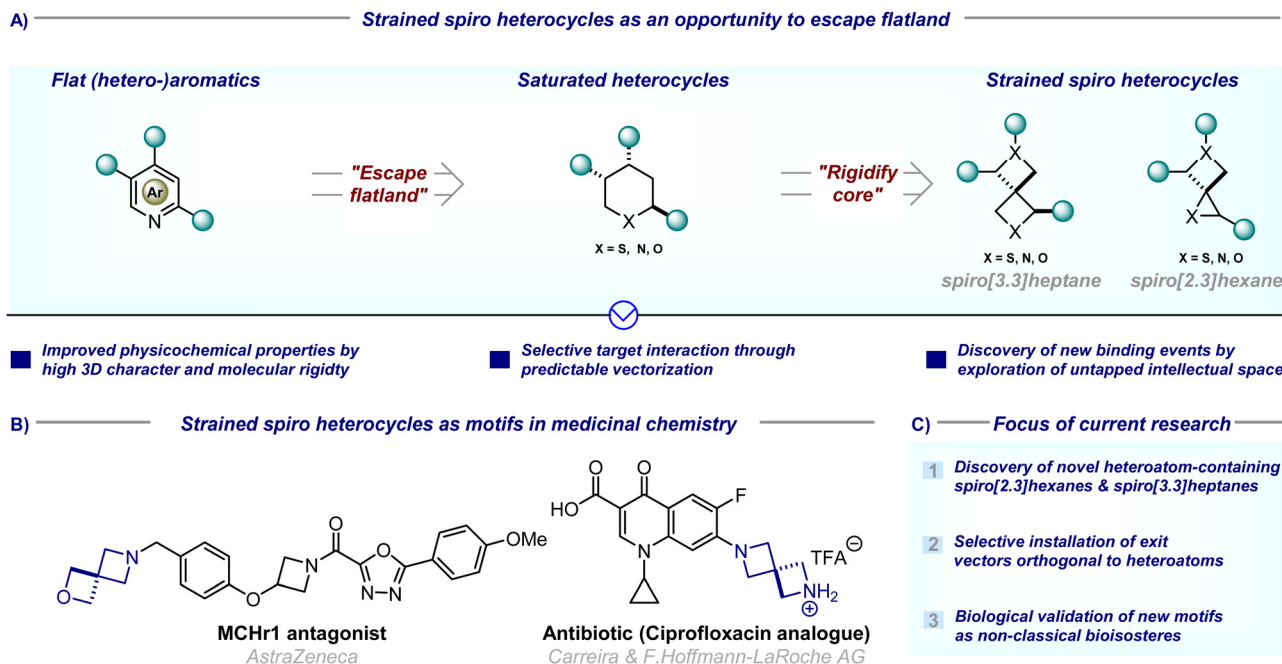 A)
Strained spiro heterocycles as an opportunity to escape flatland
Flat (hetero-)aromatics
Saturated heterocycles
Strained spiro heterocycles
Ar
N
"Escape
flatland"
X
X = S, N, O
"Rigidify
core"
X
X
X = S, N, O
spiro[3.3]heptane
X
X
X = S, N, O
spiro[2.3]hexane
Improved physicochemical properties by
high 3D character and molecular rigidty
Selective target interaction through
predictable vectorization
Discovery of new binding events by
exploration of untapped intellectual space
B)
Strained spiro heterocycles as motifs in medicinal chemistry
O
N
O
N
O
O
N N
OMe
MCHr1 antagonist
AstraZeneca
O
HO
O
F
N
N
NH2
⊕
TFA⊖
Antibiotic (Ciprofloxacin analogue)
Carreira & F.Hoffmann-LaRoche AG
C)
Focus of current research
1
Discovery of novel heteroatom-containing
spiro[2.3]hexanes & spiro[3.3]heptanes
2
Selective installation of exit
vectors orthogonal to heteroatoms
3
Biological validation of new motifs
as non-classical bioisosteres